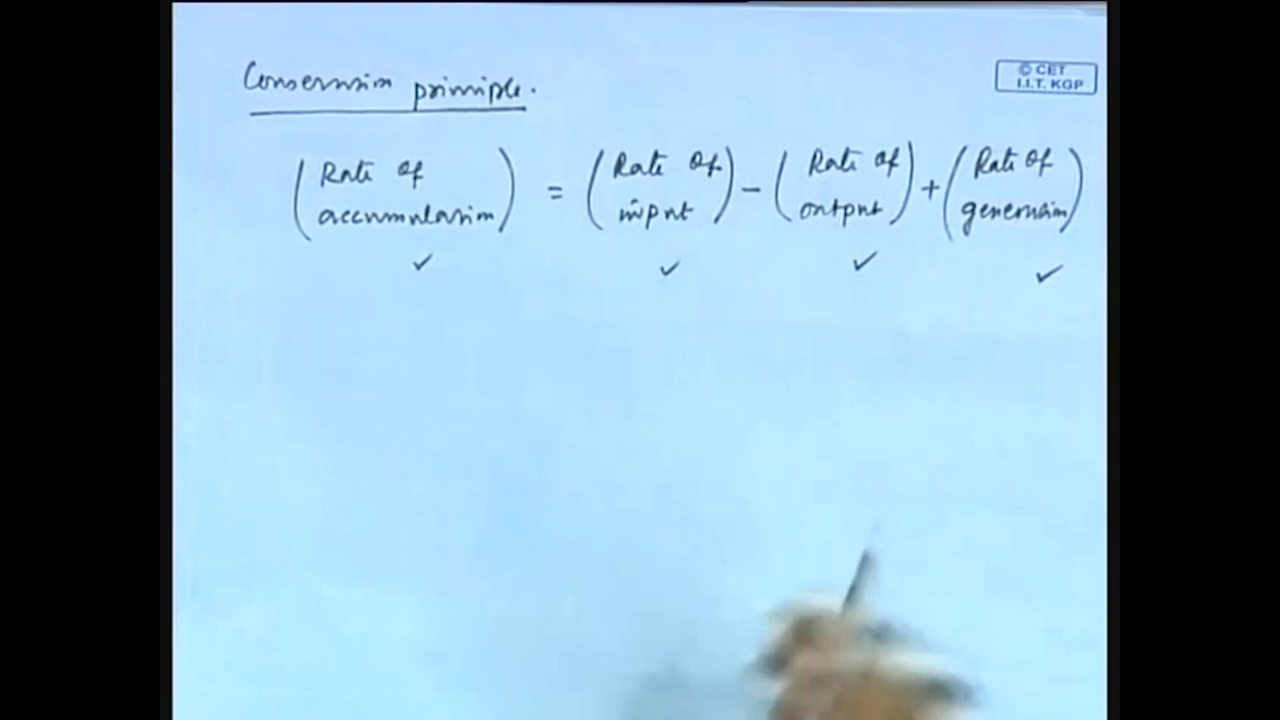 Conservation principle.
© CET
I.I.T. KGP
(Rate of accumulation) = (Rate of input) - (Rate of output) + (Rate of generation)
✓ ✓ ✓ ✓